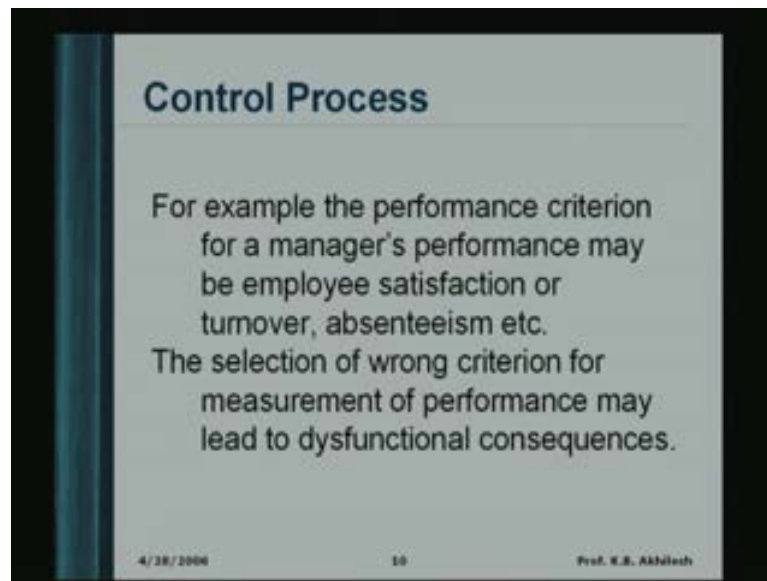 Control Process
For example the performance criterion
for a manager's performance may
be employee satisfaction or
turnover, absenteeism etc.
The selection of wrong criterion for
measurement of performance may
lead to dysfunctional consequences.
4/28/2006 10 Prof. K.B. Akhilesh